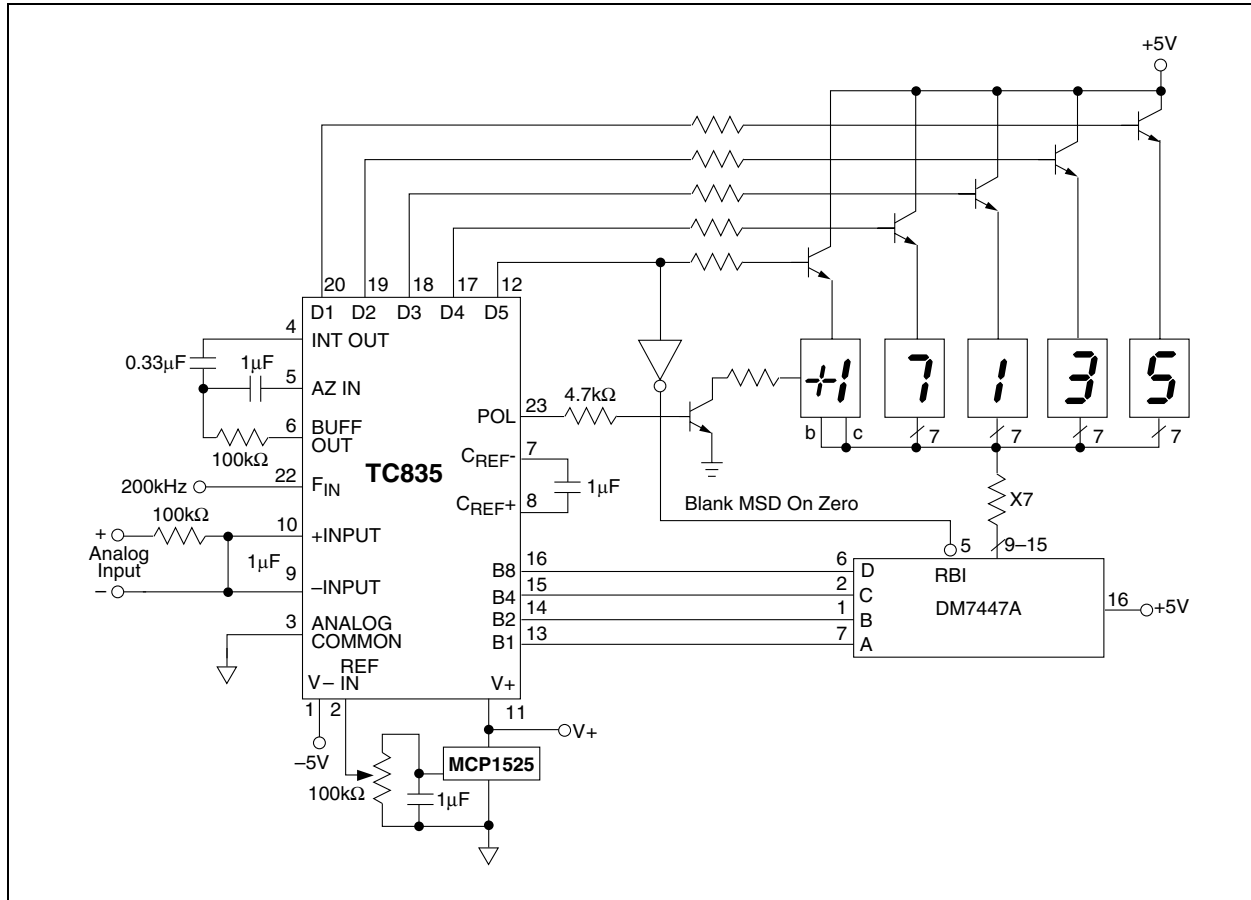 +5V
20 19 18 17 12
D1 D2 D3 D4 D5
4
INT OUT
0.33μF
1μF
5
AZ IN
6
BUFF
OUT
100kΩ
TC835
22
200kHz
FIN
100kΩ
10
+INPUT
+
Analog
Input
–
1μF
9
–INPUT
3
ANALOG
COMMON
REF
V– IN
V+
1 2
11
–5V
V+
MCP1525
100kΩ
1μF
POL
23
4.7kΩ
7
CREF-
1μF
8
CREF+
Blank MSD On Zero
B8 16
B4 15
B2 14
B1 13
+1 7 1 3 5
b c 7 7 7 7
X7
5 9–15
6 D
RBI
2 C
DM7447A
1 B
7 A
16
+5V